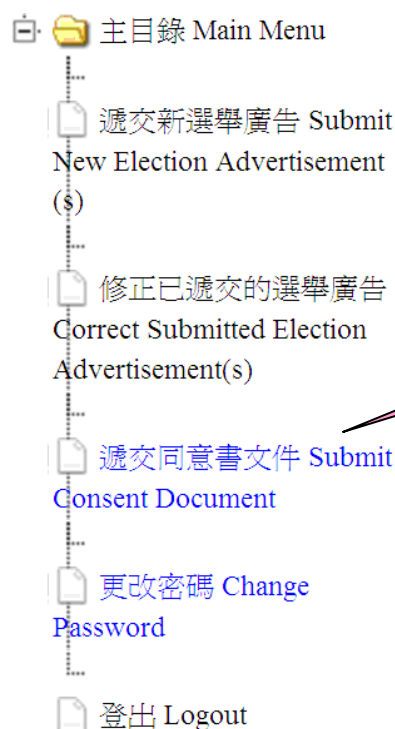 主目錄 Main Menu
遞交新選舉廣告 Submit
New Election Advertisement
(s)
修正已遞交的選舉廣告
Correct Submitted Election
Advertisement(s)
遞交同意書文件 Submit
Consent Document
更改密碼 Change
Password
登出 Logout